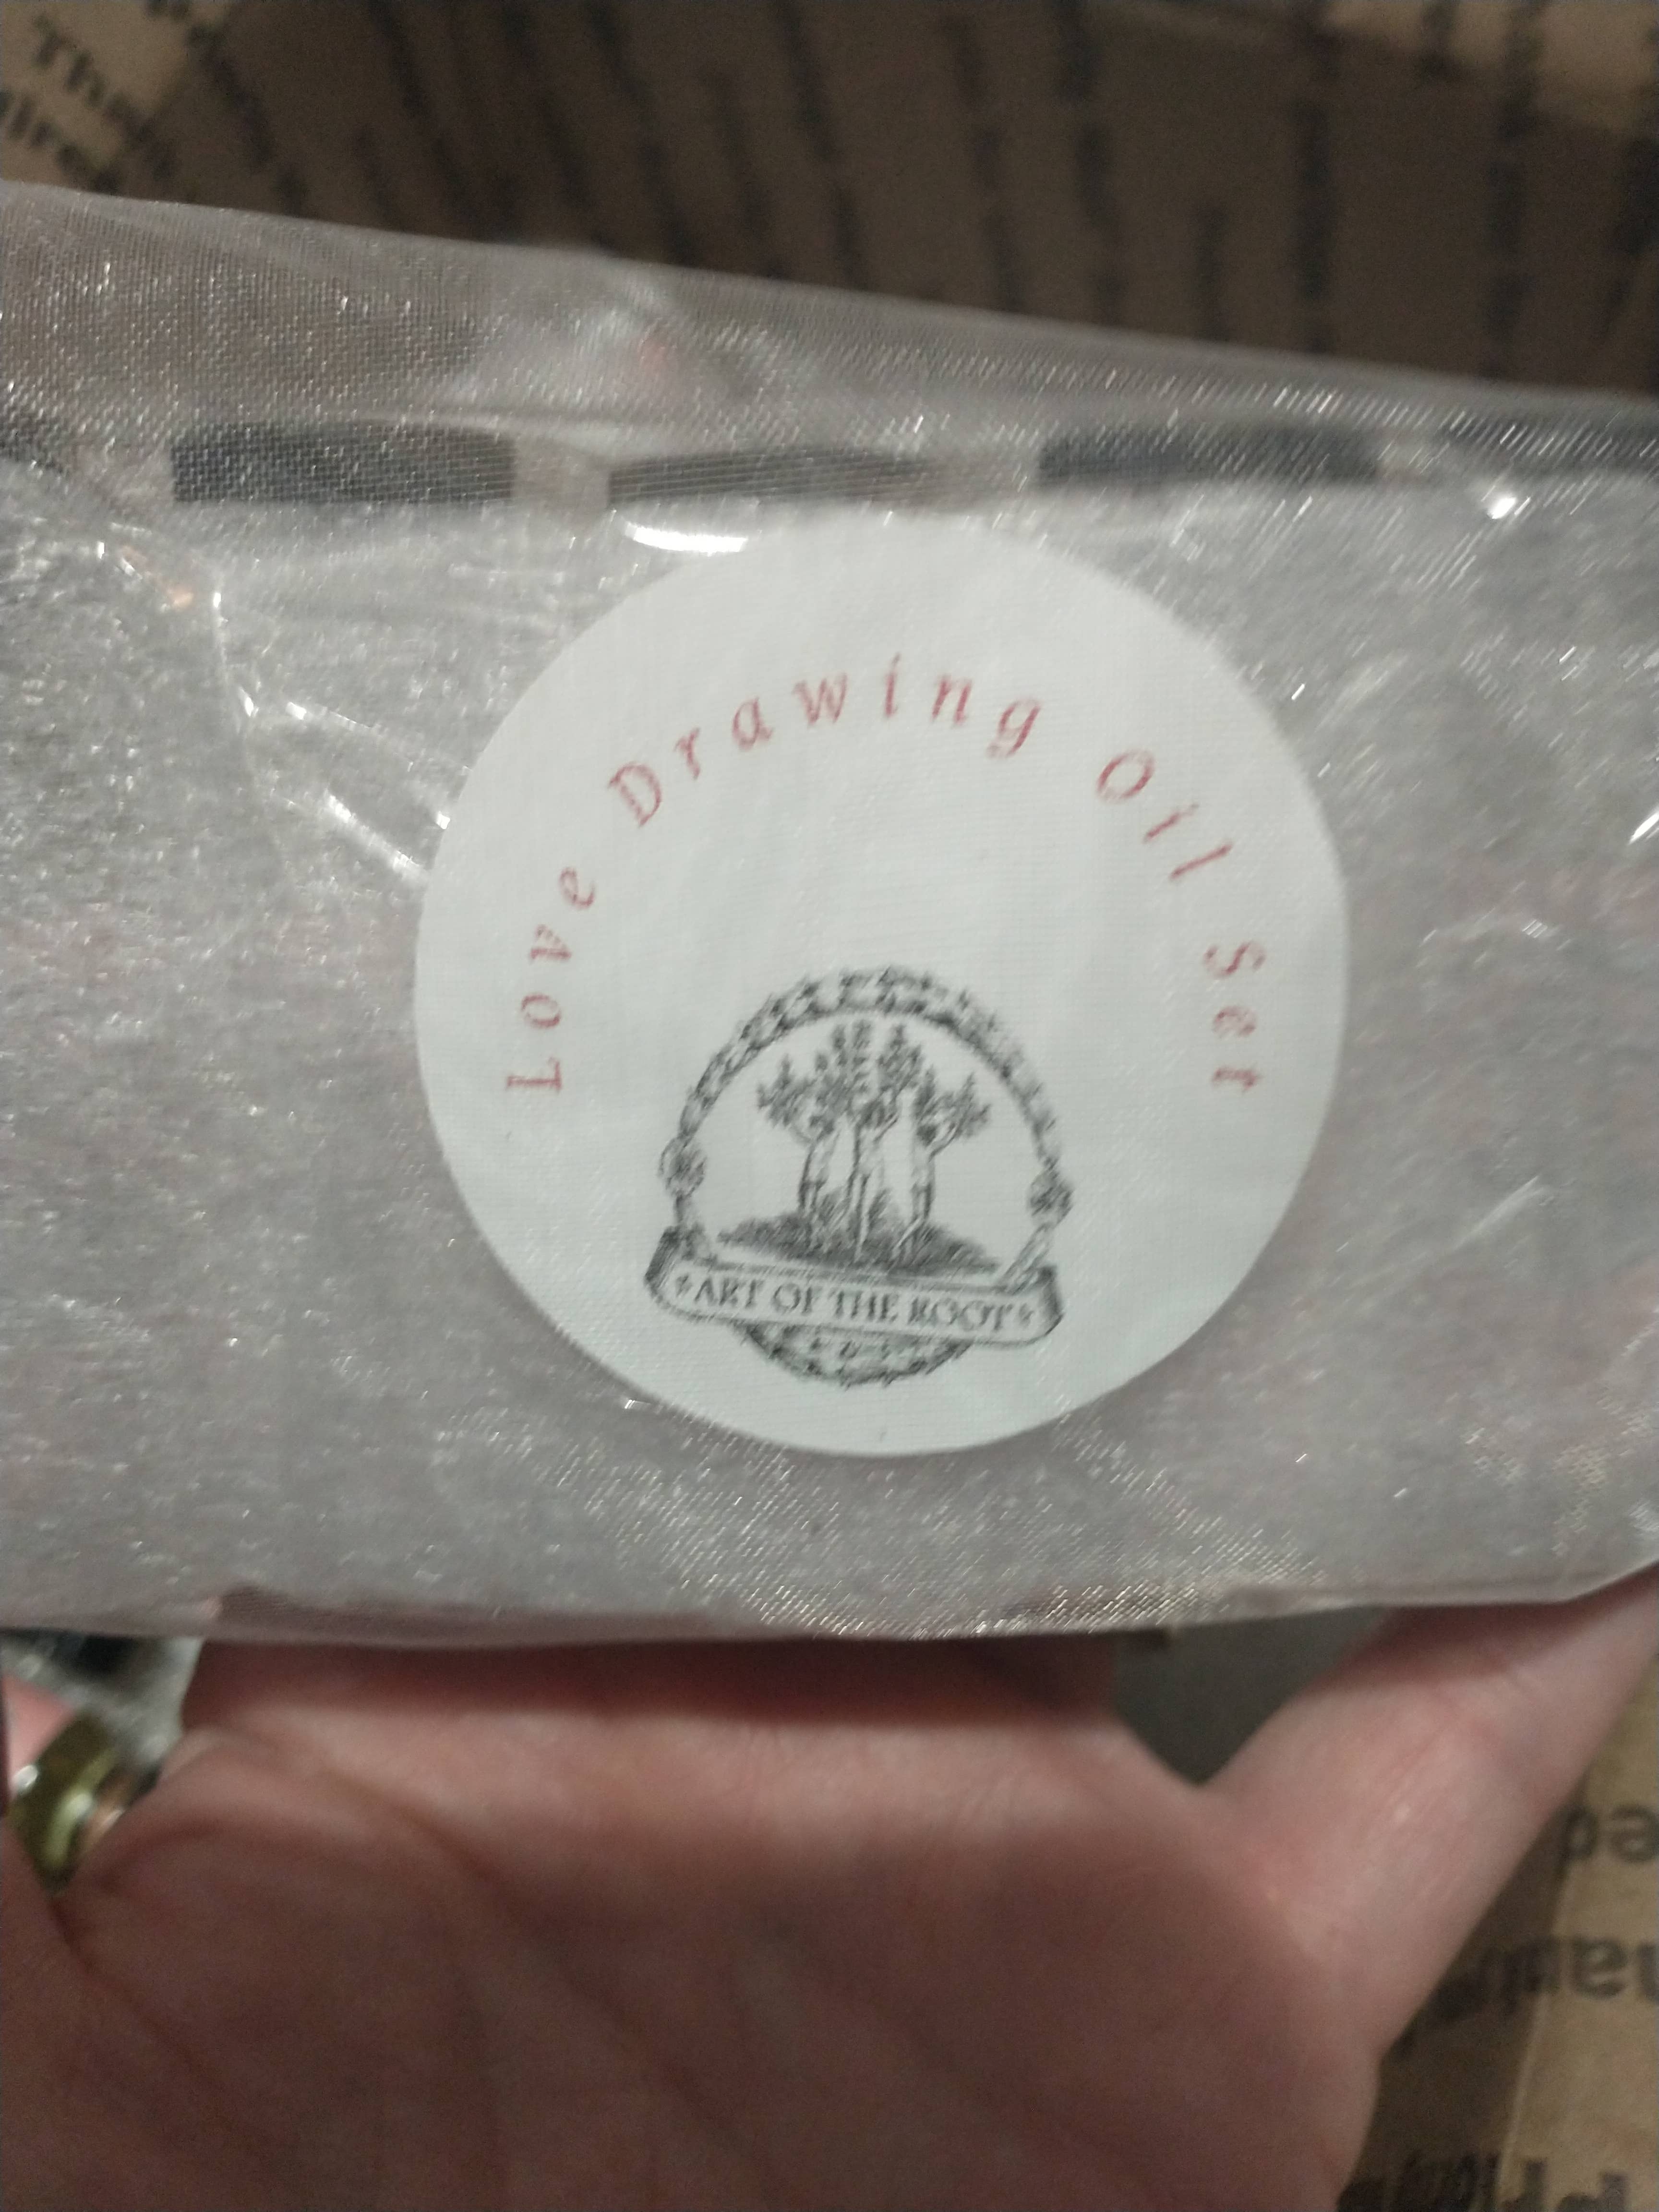 Love Drawing Oil Set
ART OF THE ROOT